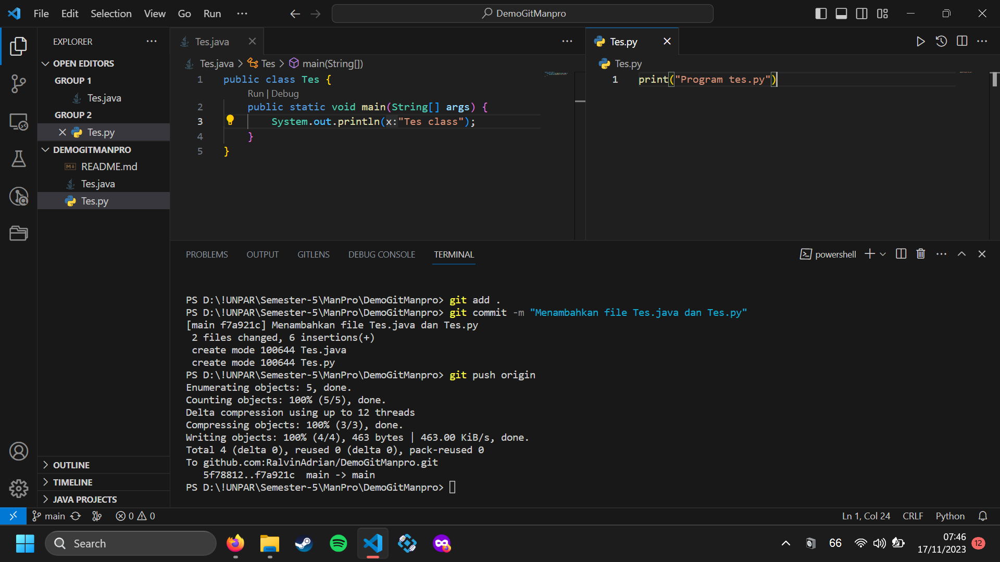 File Edit Selection View Go Run ···
DemoGitManpro
EXPLORER
OPEN EDITORS
GROUP 1
Tes.java
GROUP 2
Tes.py
DEMOGITMANPRO
README.md
Tes.java
Tes.py
OUTLINE
TIMELINE
JAVA PROJECTS
Tes.java
Tes.java > Tes > main(String[])
1 public class Tes {
Run | Debug
2 public static void main(String[] args) {
3 System.out.println(x:"Tes class");
4 }
5 }
Tes.py
Tes.py
1 print("Program tes.py")
PROBLEMS OUTPUT GITLENS DEBUG CONSOLE TERMINAL
powershell
PS D:\!UNPAR\Semester-5\ManPro\DemoGitManpro> git add .
PS D:\!UNPAR\Semester-5\ManPro\DemoGitManpro> git commit -m "Menambahkan file Tes.java dan Tes.py"
[main f7a921c] Menambahkan file Tes.java dan Tes.py
2 files changed, 6 insertions(+)
create mode 100644 Tes.java
create mode 100644 Tes.py
PS D:\!UNPAR\Semester-5\ManPro\DemoGitManpro> git push origin
Enumerating objects: 5, done.
Counting objects: 100% (5/5), done.
Delta compression using up to 12 threads
Compressing objects: 100% (3/3), done.
Writing objects: 100% (4/4), 463 bytes | 463.00 KiB/s, done.
Total 4 (delta 0), reused 0 (delta 0), pack-reused 0
To github.com:RalvinAdrian/DemoGitManpro.git
5f78812..f7a921c  main -> main
PS D:\!UNPAR\Semester-5\ManPro\DemoGitManpro>
main 0 0
Ln 1, Col 24 CRLF Python
Search
66
07:46
17/11/2023
12